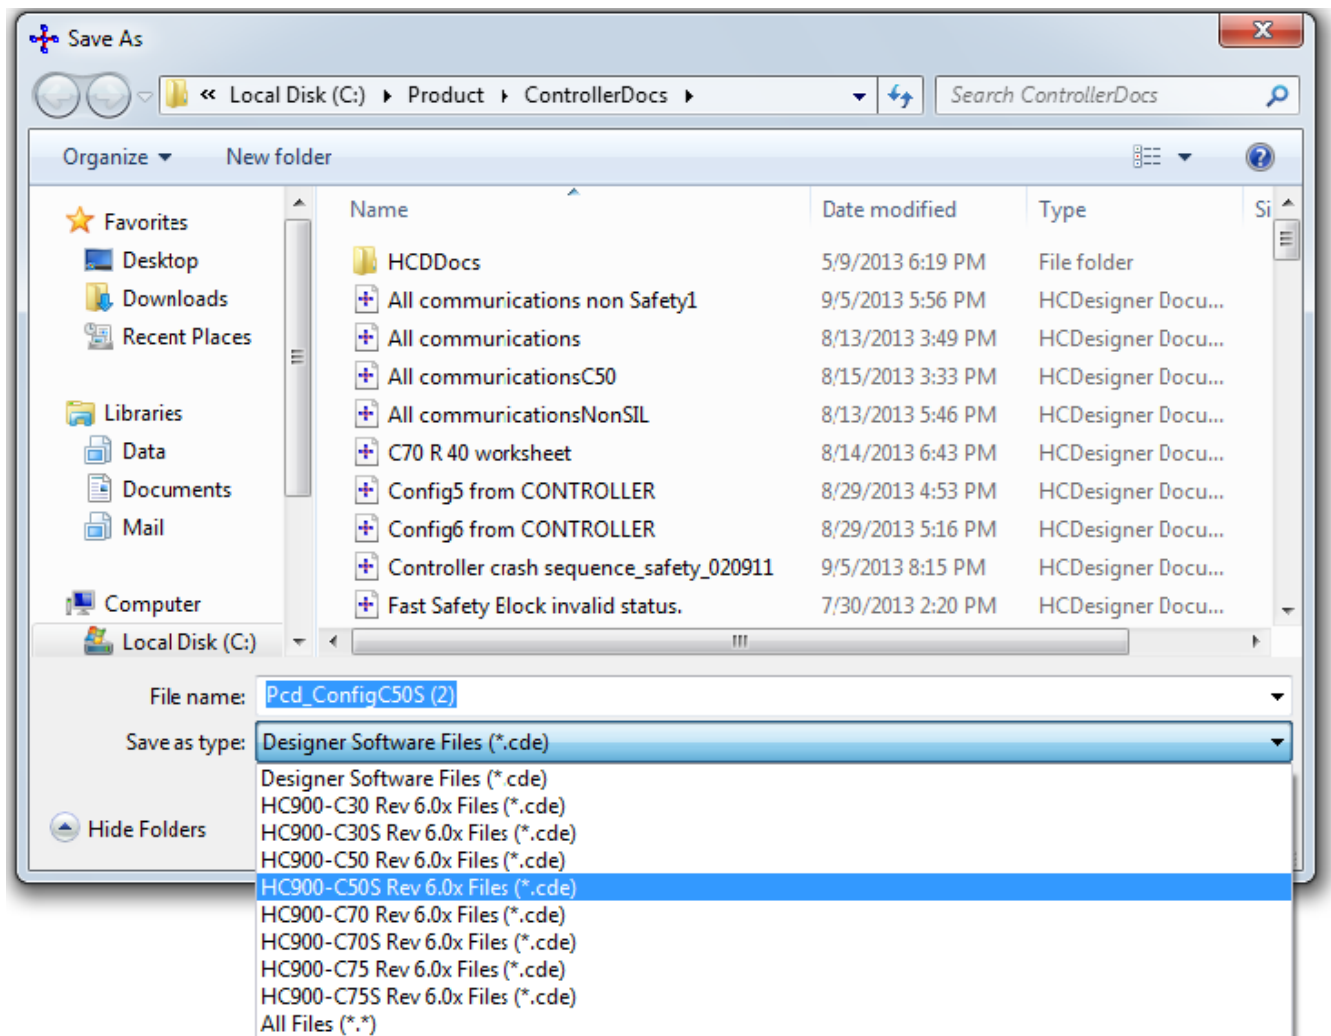 Save As
« Local Disk (C:) Product ControllerDocs Search ControllerDocs
Organize New folder
Favorites
Desktop
Downloads
Recent Places
Libraries
Data
Documents
Mail
Computer
Local Disk (C:)
Name Date modified Type Si
HCDDocs 5/9/2013 6:19 PM File folder
All communications non Safety1 9/5/2013 5:56 PM HCDesigner Docu...
All communications 8/13/2013 3:49 PM HCDesigner Docu...
All communicationsC50 8/15/2013 3:33 PM HCDesigner Docu...
All communicationsNonSIL 8/13/2013 5:46 PM HCDesigner Docu...
C70 R 40 worksheet 8/14/2013 6:43 PM HCDesigner Docu...
Config5 from CONTROLLER 8/29/2013 4:53 PM HCDesigner Docu...
Config6 from CONTROLLER 8/29/2013 5:16 PM HCDesigner Docu...
Controller crash sequence_safety_020911 9/5/2013 8:15 PM HCDesigner Docu...
Fast Safety Block invalid status. 7/30/2013 2:20 PM HCDesigner Docu...
File name: Pcd_ConfigC50S (2)
Save as type: Designer Software Files (*.cde)
Designer Software Files (*.cde)
HC900-C30 Rev 6.0x Files (*.cde)
HC900-C30S Rev 6.0x Files (*.cde)
HC900-C50 Rev 6.0x Files (*.cde)
HC900-C50S Rev 6.0x Files (*.cde)
HC900-C70 Rev 6.0x Files (*.cde)
HC900-C70S Rev 6.0x Files (*.cde)
HC900-C75 Rev 6.0x Files (*.cde)
HC900-C75S Rev 6.0x Files (*.cde)
All Files (*.*)
Hide Folders